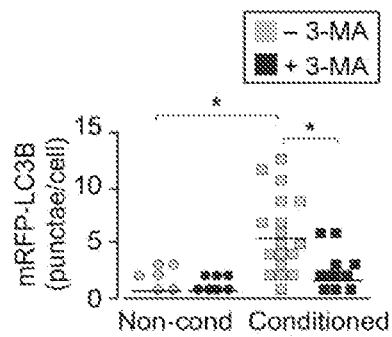 − 3-MA
+ 3-MA
*
*
mRFP-LC3B
(punctae/cell)
15
10
5
0
Non-cond Conditioned